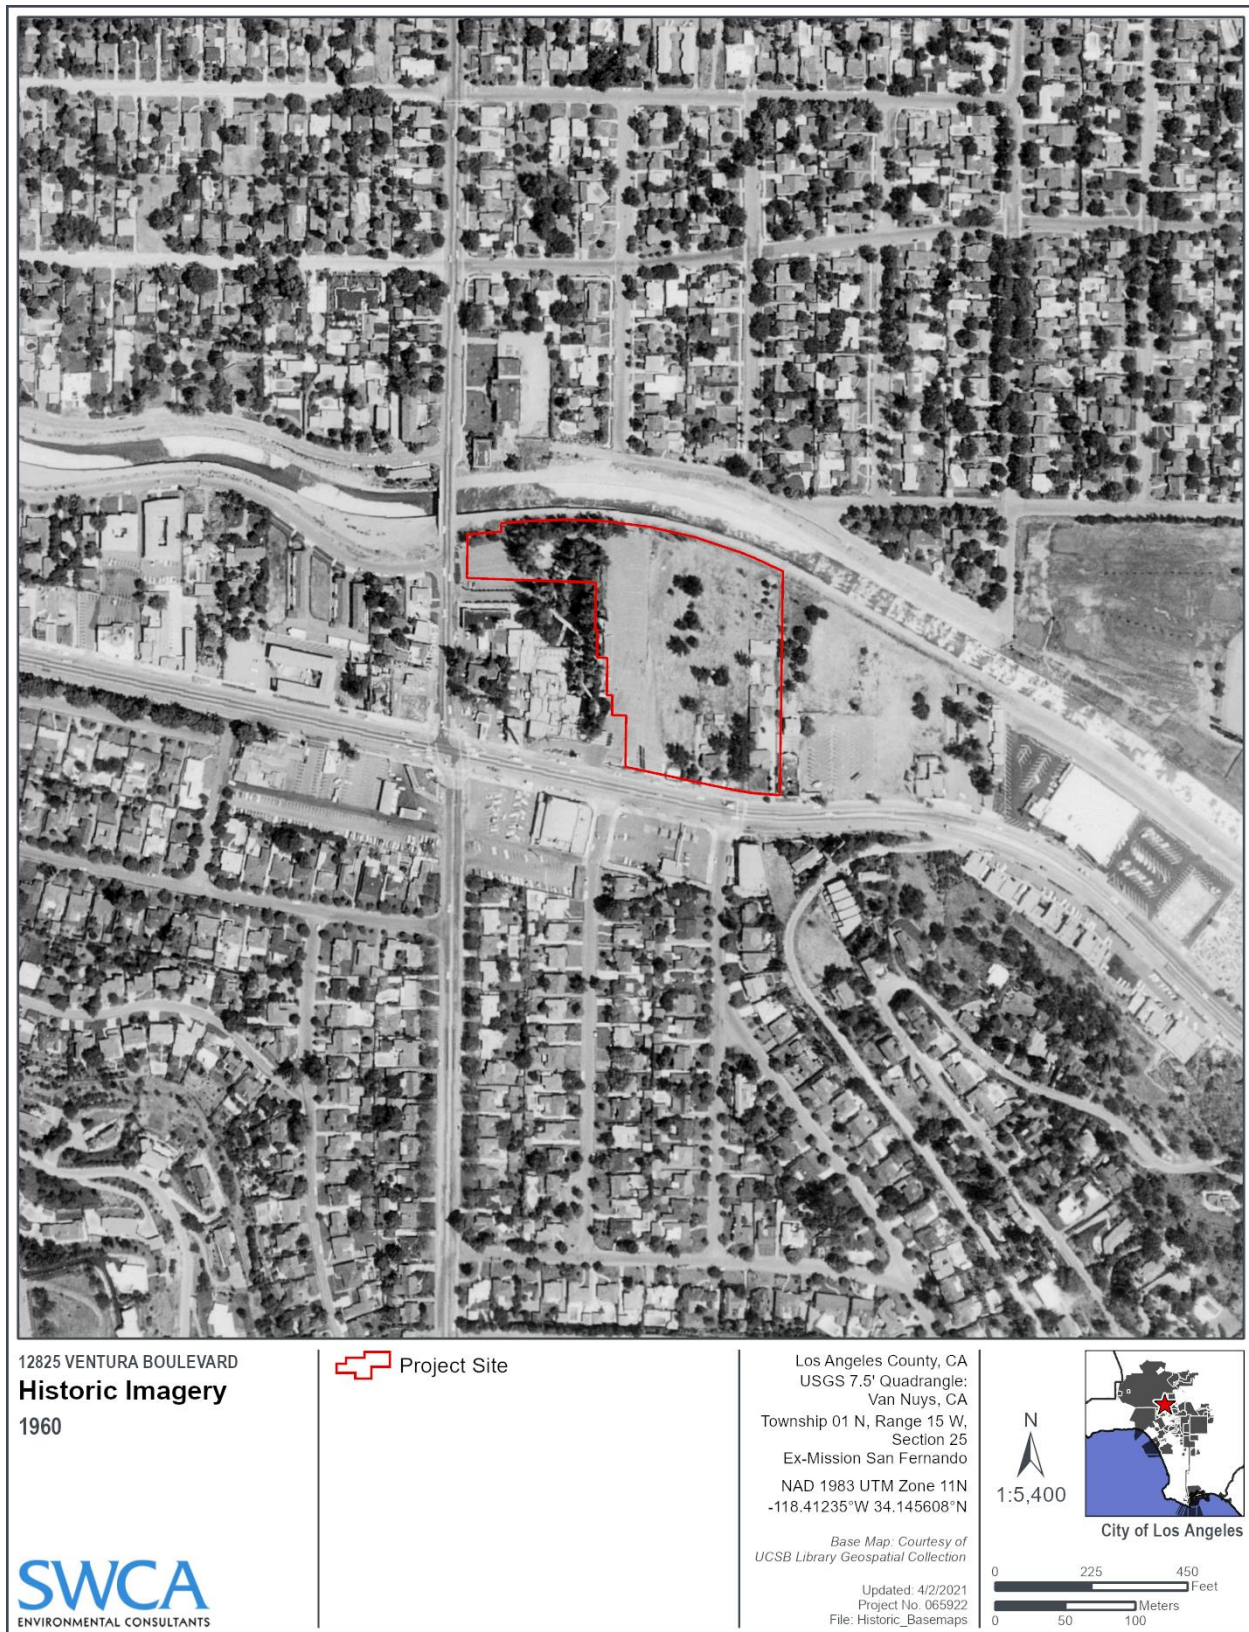 12825 VENTURA BOULEVARD
Historic Imagery
1960
SWCA
ENVIRONMENTAL CONSULTANTS
Project Site
Los Angeles County, CA
USGS 7.5' Quadrangle:
Van Nuys, CA
Township 01 N, Range 15 W,
Section 25
Ex-Mission San Fernando
NAD 1983 UTM Zone 11N
-118.41235°W 34.145608°N
Base Map: Courtesy of
UCSB Library Geospatial Collection
Updated: 4/2/2021
Project No. 065922
File: Historic_Basemaps
N
1:5,400
City of Los Angeles
0 225 450
Feet
Meters
0 50 100